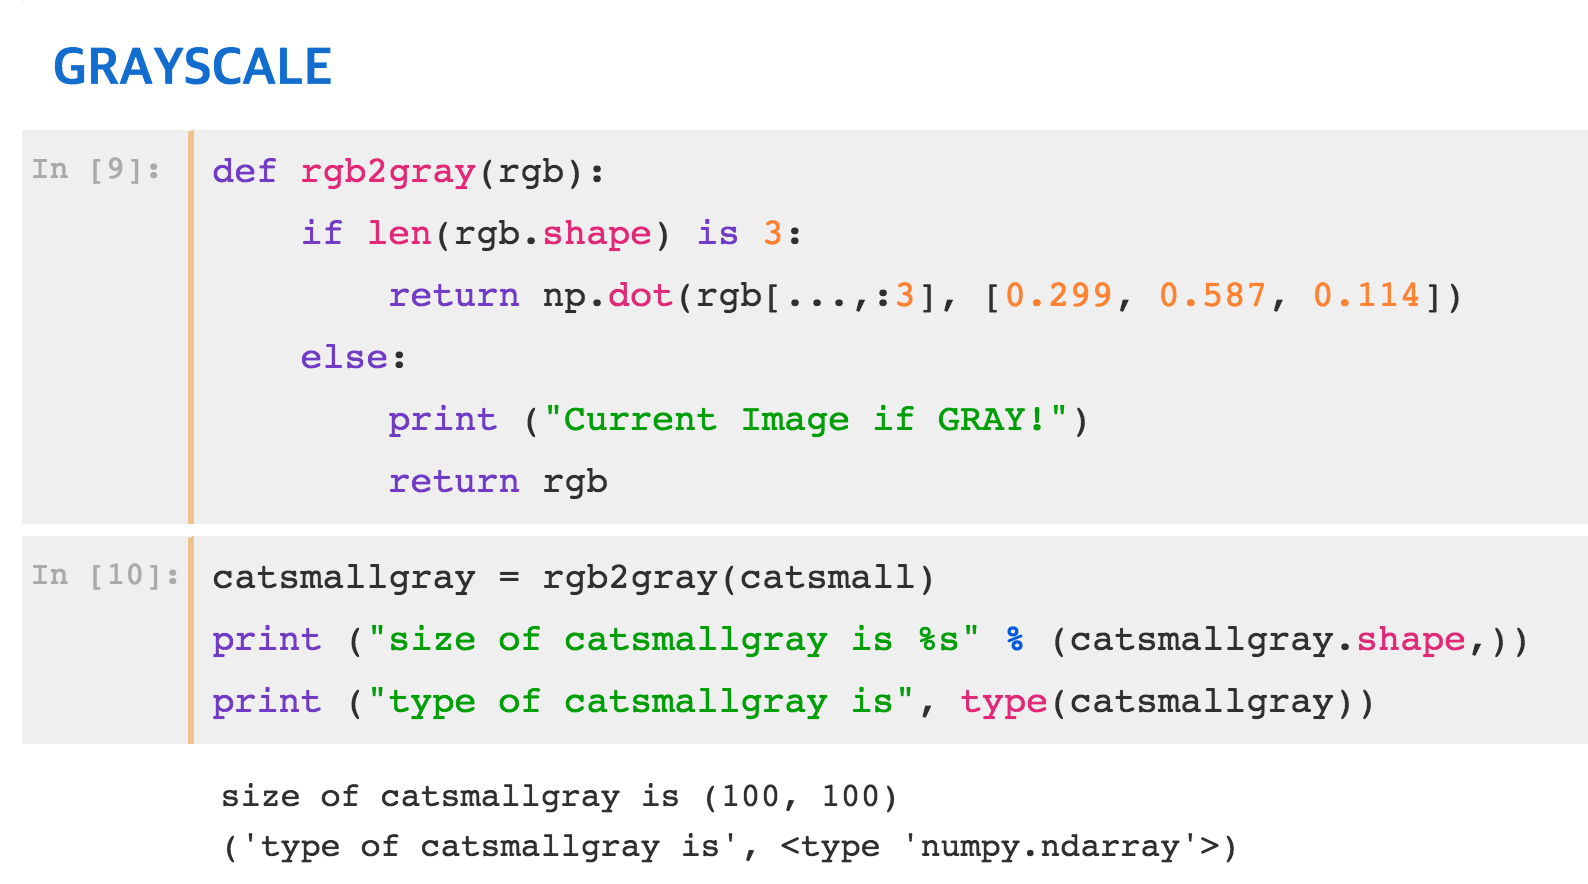 GRAYSCALE
In [9]:
def rgb2gray(rgb):
    if len(rgb.shape) is 3:
        return np.dot(rgb[...,:3], [0.299, 0.587, 0.114])
    else:
        print ("Current Image if GRAY!")
        return rgb
In [10]:
catsmallgray = rgb2gray(catsmall)
print ("size of catsmallgray is %s" % (catsmallgray.shape,))
print ("type of catsmallgray is", type(catsmallgray))
size of catsmallgray is (100, 100)
('type of catsmallgray is', <type 'numpy.ndarray'>)